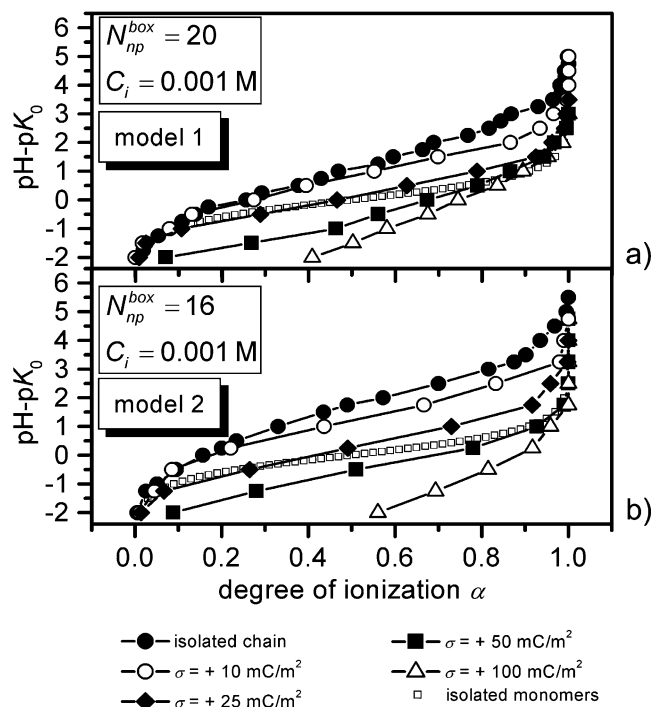 6
5
4
3
2
1
0
-1
-2
pH-pK₀
N_np^box = 20
C_i = 0.001 M
model 1
a)
6
5
4
3
2
1
0
-1
-2
pH-pK₀
N_np^box = 16
C_i = 0.001 M
model 2
b)
0.0 0.2 0.4 0.6 0.8 1.0
degree of ionization α
isolated chain
σ = + 10 mC/m²
σ = + 25 mC/m²
σ = + 50 mC/m²
σ = + 100 mC/m²
isolated monomers